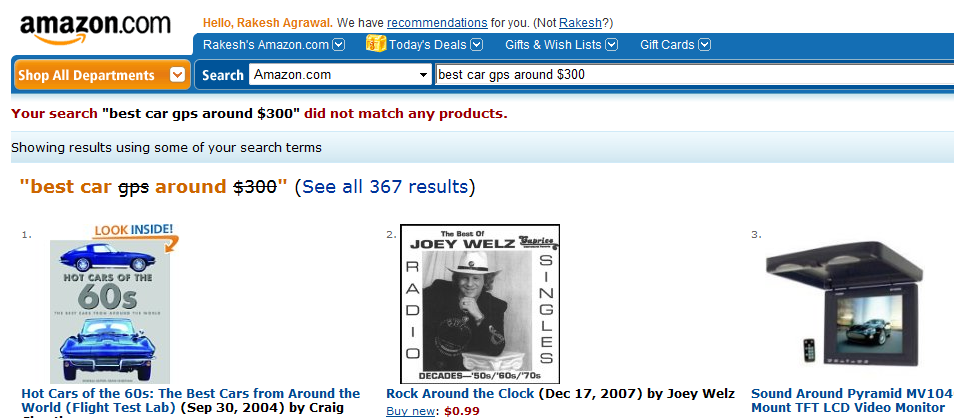 amazon.com
Hello, Rakesh Agrawal. We have recommendations for you. (Not Rakesh?)
Rakesh's Amazon.com Today's Deals Gifts & Wish Lists Gift Cards
Shop All Departments Search Amazon.com best car gps around $300
Your search "best car gps around $300" did not match any products.
Showing results using some of your search terms
"best car gps around $300" (See all 367 results)
1.
LOOK INSIDE!
HOT CARS OF THE
60s
THE BEST CARS FROM AROUND THE WORLD
Hot Cars of the 60s: The Best Cars from Around the
World (Flight Test Lab) (Sep 30, 2004) by Craig
2.
The Best Of
JOEY WELZ Caprice
RADIO
SINGLES
DECADES—'50s/'60s/'70s
Rock Around the Clock (Dec 17, 2007) by Joey Welz
Buy new: $0.99
3.
Sound Around Pyramid MV104
Mount TFT LCD Video Monitor